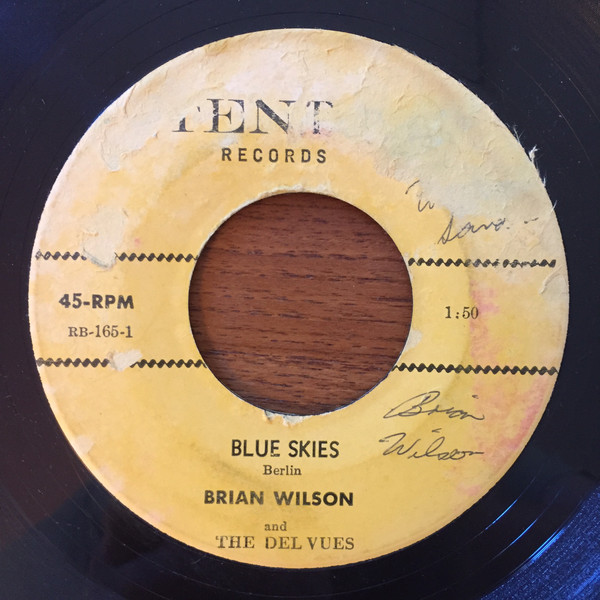 TENT
RECORDS
45-RPM
RB-165-1
1:50
Brian
Wilson
BLUE SKIES
Berlin
BRIAN WILSON
and
THE DEL VUES